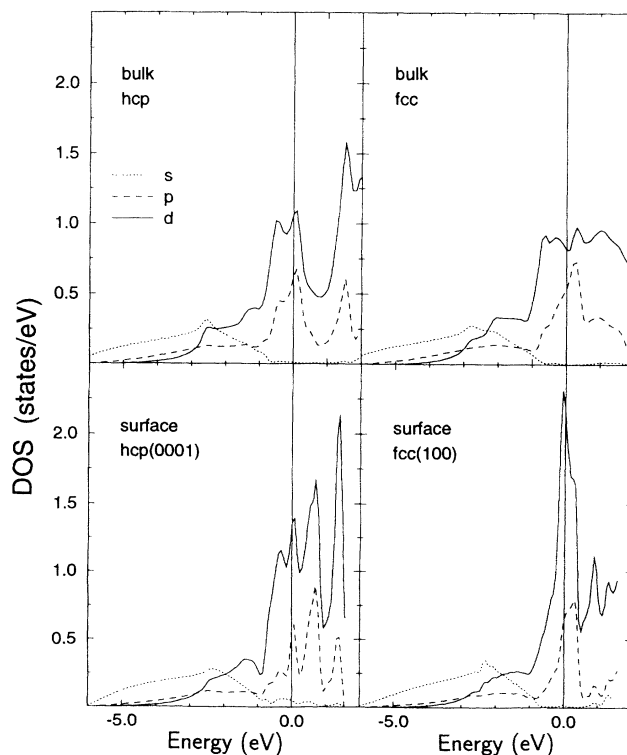 2.0
bulk
hcp
bulk
fcc
1.5
s
p
d
1.0
0.5
DOS (states/eV)
2.0
surface
hcp(0001)
surface
fcc(100)
1.5
1.0
0.5
-5.0
0.0
-5.0
0.0
Energy (eV)
Energy (eV)